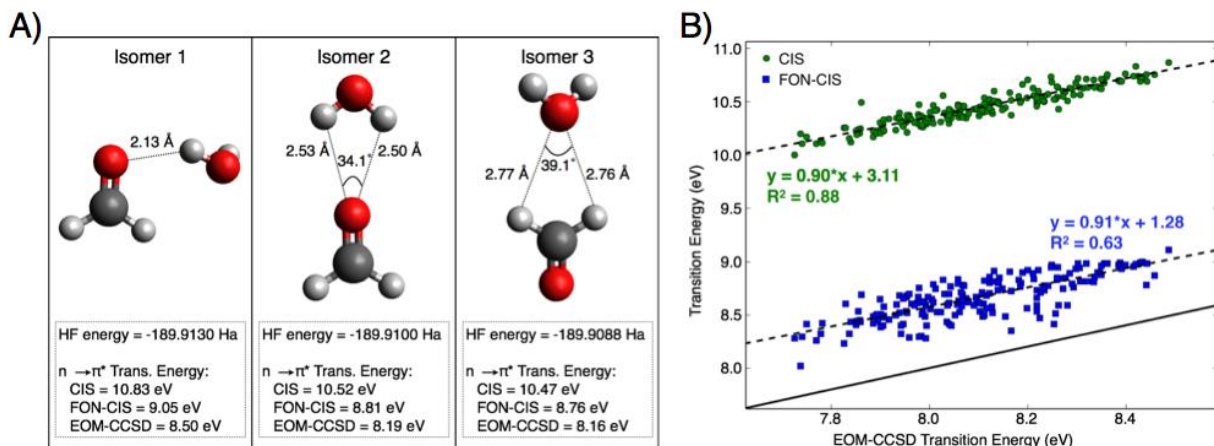 A)
Isomer 1
2.13 Å
HF energy = -189.9130 Ha
n →π* Trans. Energy:
CIS = 10.83 eV
FON-CIS = 9.05 eV
EOM-CCSD = 8.50 eV
Isomer 2
2.53 Å
34.1°
2.50 Å
HF energy = -189.9100 Ha
n →π* Trans. Energy:
CIS = 10.52 eV
FON-CIS = 8.81 eV
EOM-CCSD = 8.19 eV
Isomer 3
2.77 Å
39.1°
2.76 Å
HF energy = -189.9088 Ha
n →π* Trans. Energy:
CIS = 10.47 eV
FON-CIS = 8.76 eV
EOM-CCSD = 8.16 eV
B)
CIS
FON-CIS
y = 0.90*x + 3.11
R² = 0.88
y = 0.91*x + 1.28
R² = 0.63
Transition Energy (eV)
11.0
10.5
10.0
9.5
9.0
8.5
8.0
7.8
8.0
8.2
8.4
EOM-CCSD Transition Energy (eV)